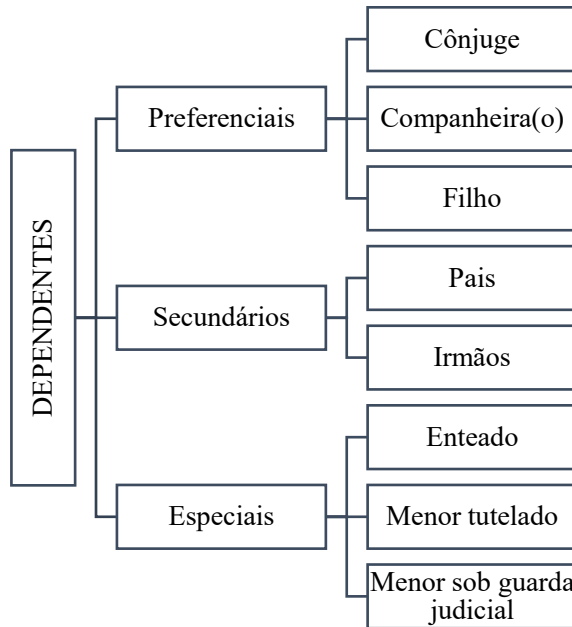 DEPENDENTES
Preferenciais
Cônjuge
Companheira(o)
Filho
Secundários
Pais
Irmãos
Especiais
Enteado
Menor tutelado
Menor sob guarda
judicial